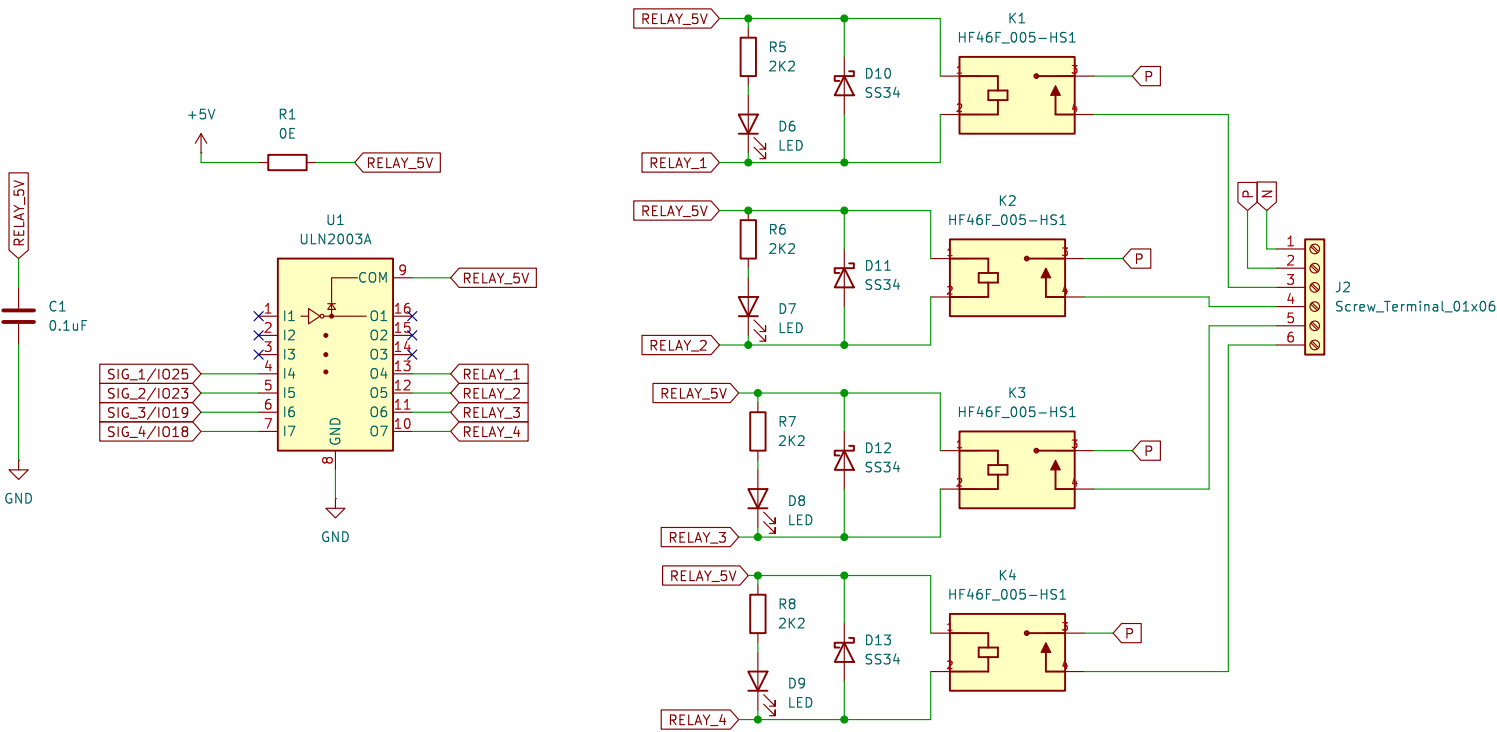 RELAY_5V
C1
0.1uF
GND
+5V
R1
0E
RELAY_5V
U1
ULN2003A
COM
9
RELAY_5V
1
I1
O1
16
2
I2
O2
15
3
I3
O3
14
SIG_1/IO25
4
I4
O4
13
RELAY_1
SIG_2/IO23
5
I5
O5
12
RELAY_2
SIG_3/IO19
6
I6
O6
11
RELAY_3
SIG_4/IO18
7
I7
O7
10
RELAY_4
GND
8
GND
RELAY_5V
R5
2K2
D10
SS34
D6
LED
RELAY_1
K1
HF46F_005-HS1
1
2
3
4
P
RELAY_5V
R6
2K2
D11
SS34
D7
LED
RELAY_2
K2
HF46F_005-HS1
1
2
3
4
P
RELAY_5V
R7
2K2
D12
SS34
D8
LED
RELAY_3
K3
HF46F_005-HS1
1
2
3
4
P
RELAY_5V
R8
2K2
D13
SS34
D9
LED
RELAY_4
K4
HF46F_005-HS1
1
2
3
4
P
P
N
1
2
3
4
5
6
J2
Screw_Terminal_01x06